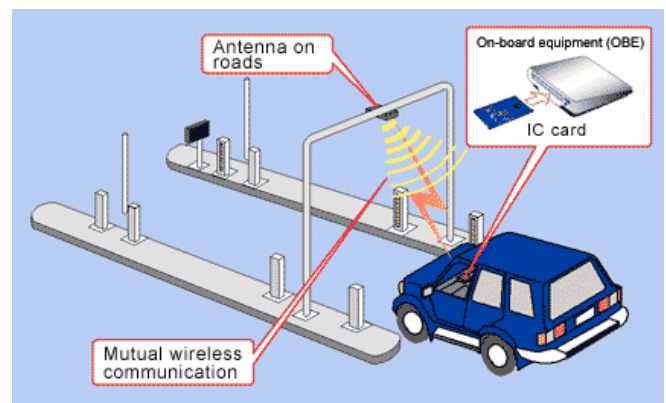 Antenna on
roads
On-board equipment (OBE)
IC card
Mutual wireless
communication